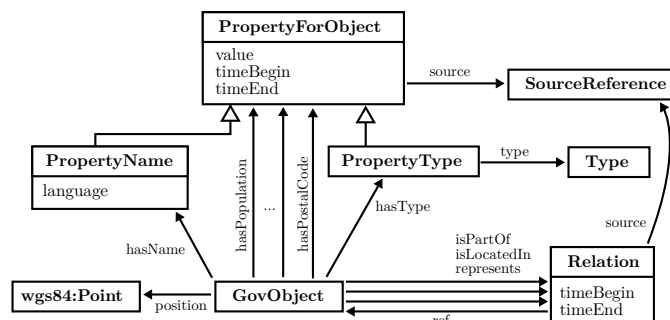 PropertyForObject
value
timeBegin
timeEnd
source
SourceReference
PropertyName
language
hasPopulation
...
hasPostalCode
PropertyType
type
Type
hasType
hasName
source
isPartOf
isLocatedIn
represents
Relation
timeBegin
timeEnd
wgs84:Point
position
GovObject
ref